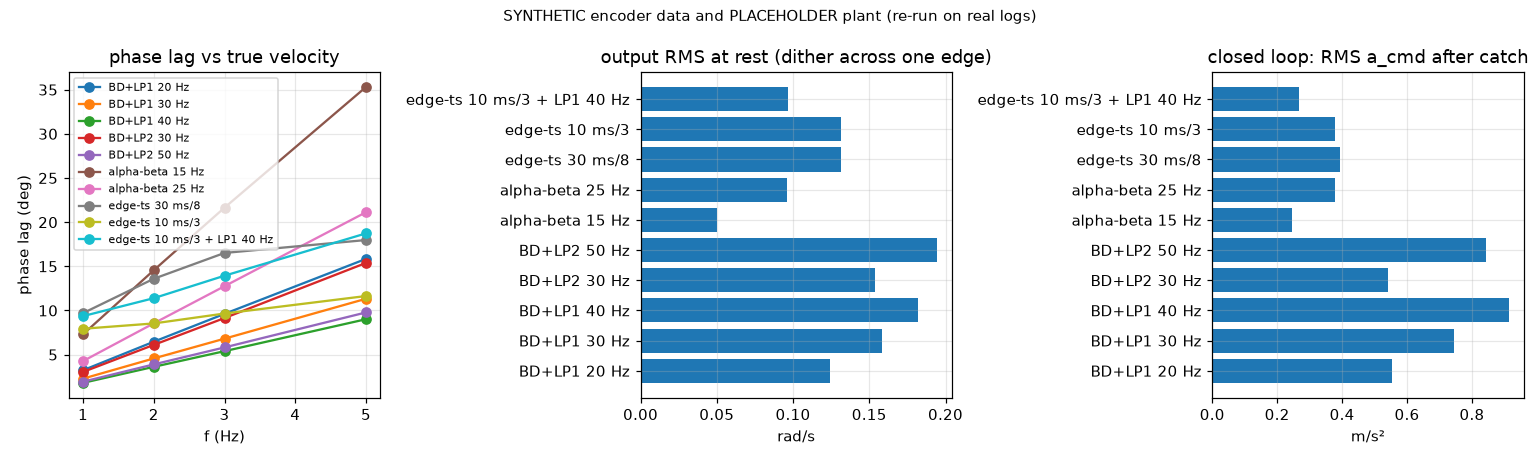 SYNTHETIC encoder data and PLACEHOLDER plant (re-run on real logs)
phase lag vs true velocity
phase lag (deg)
35
30
25
20
15
10
5
BD+LP1 20 Hz
BD+LP1 30 Hz
BD+LP1 40 Hz
BD+LP2 30 Hz
BD+LP2 50 Hz
alpha-beta 15 Hz
alpha-beta 25 Hz
edge-ts 30 ms/8
edge-ts 10 ms/3
edge-ts 10 ms/3 + LP1 40 Hz
1 2 3 4 5
f (Hz)
output RMS at rest (dither across one edge)
edge-ts 10 ms/3 + LP1 40 Hz
edge-ts 10 ms/3
edge-ts 30 ms/8
alpha-beta 25 Hz
alpha-beta 15 Hz
BD+LP2 50 Hz
BD+LP2 30 Hz
BD+LP1 40 Hz
BD+LP1 30 Hz
BD+LP1 20 Hz
0.00 0.05 0.10 0.15 0.20
rad/s
closed loop: RMS a_cmd after catch
edge-ts 10 ms/3 + LP1 40 Hz
edge-ts 10 ms/3
edge-ts 30 ms/8
alpha-beta 25 Hz
alpha-beta 15 Hz
BD+LP2 50 Hz
BD+LP2 30 Hz
BD+LP1 40 Hz
BD+LP1 30 Hz
BD+LP1 20 Hz
0.0 0.2 0.4 0.6 0.8
m/s²